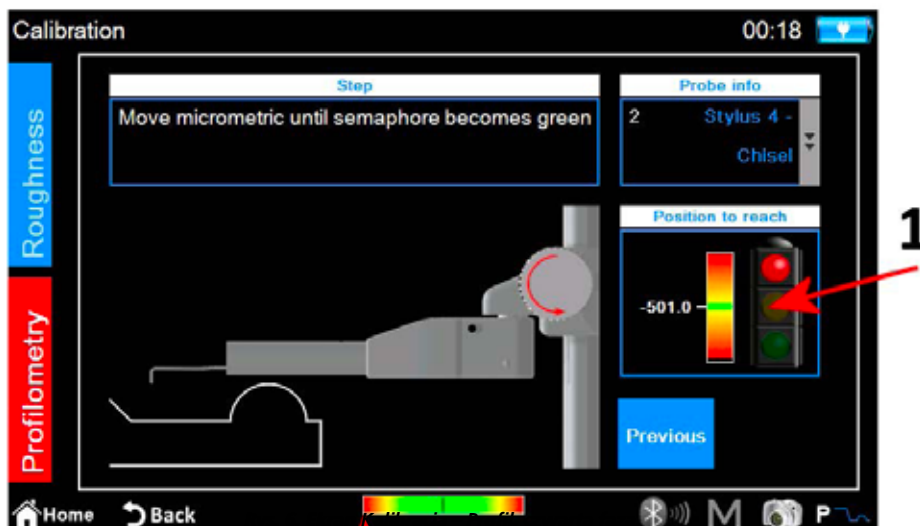 Calibration
00:18
Step
Move micrometric until semaphore becomes green
Probe info
2 Stylus 4 -
Chisel
Roughness
Profilometry
Position to reach
-501.0
1
Previous
Home
Back
M
P